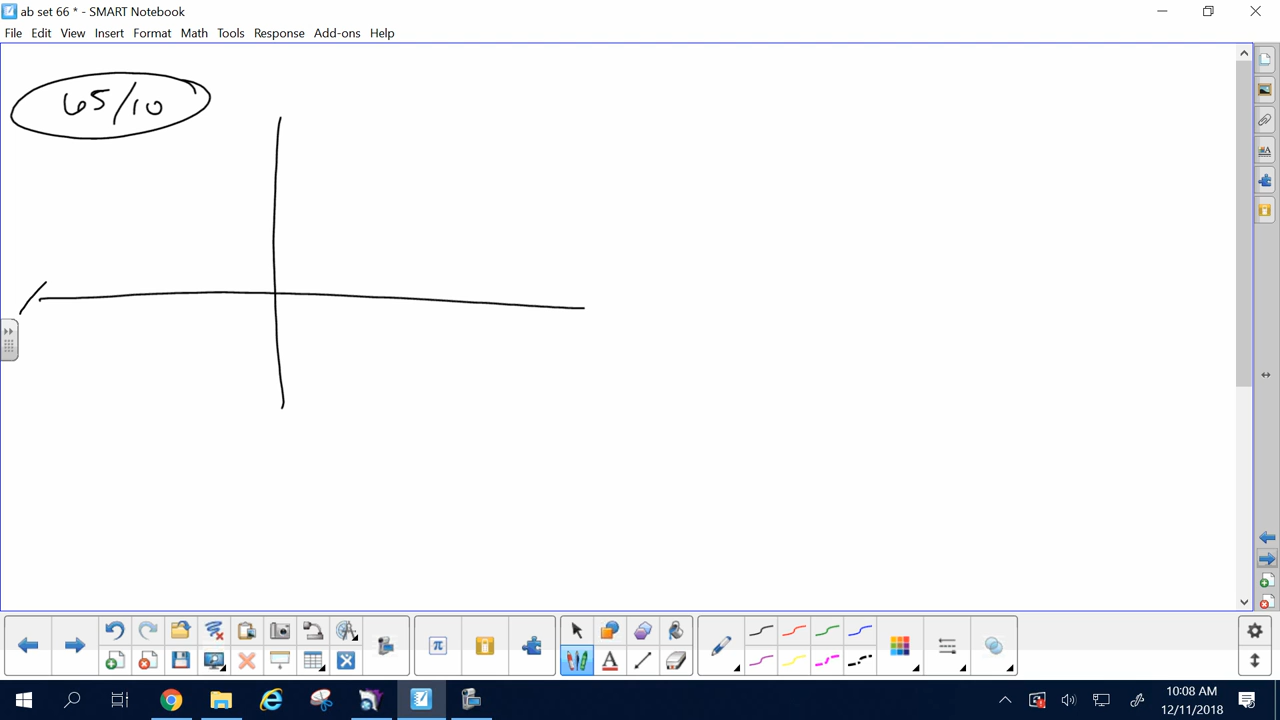 ab set 66 * - SMART Notebook
File Edit View Insert Format Math Tools Response Add-ons Help
65/10
π
A
10:08 AM
12/11/2018